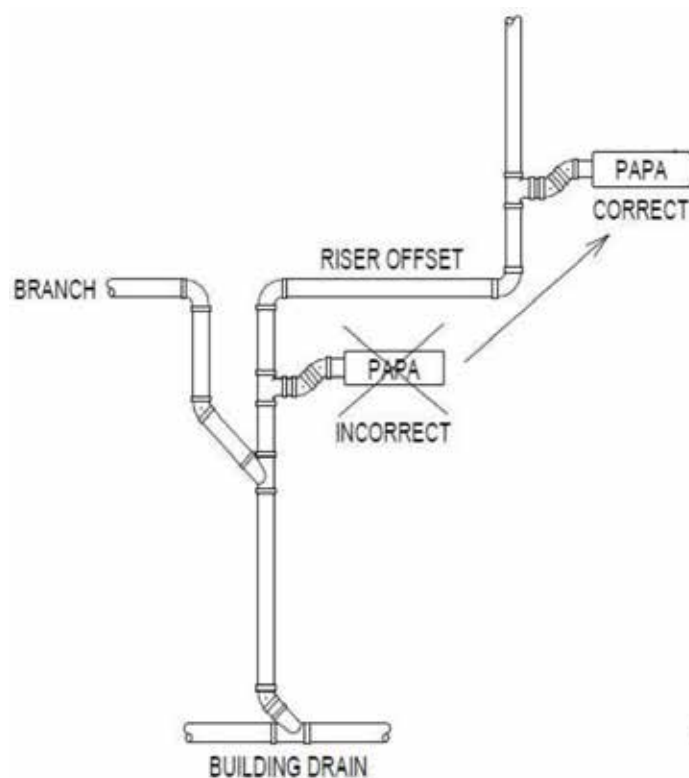 PAPA
CORRECT
RISER OFFSET
BRANCH
PAPA
INCORRECT
BUILDING DRAIN